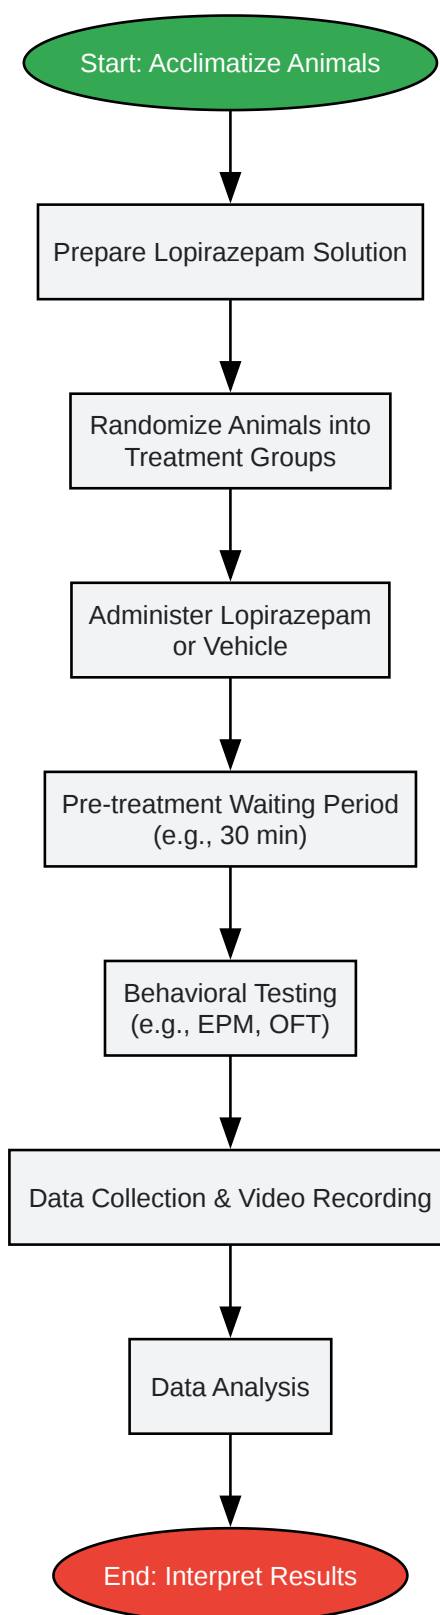 Start: Acclimatize Animals
Prepare Lopirazepam Solution
Randomize Animals into
Treatment Groups
Administer Lopirazepam
or Vehicle
Pre-treatment Waiting Period
(e.g., 30 min)
Behavioral Testing
(e.g., EPM, OFT)
Data Collection & Video Recording
Data Analysis
End: Interpret Results